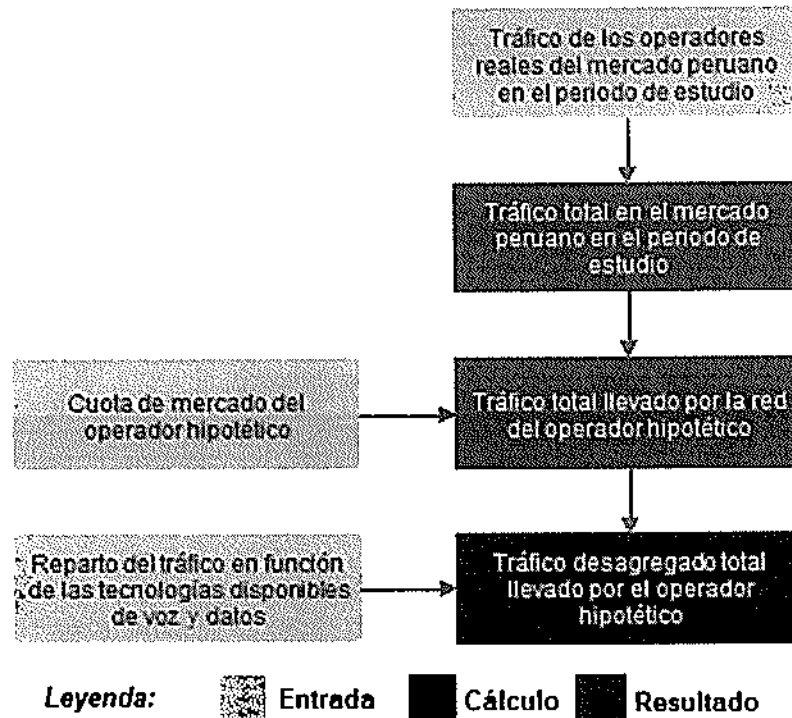 Tráfico de los operadores
reales del mercado peruano
en el periodo de estudio
Tráfico total en el mercado
peruano en el periodo de
estudio
Cuota de mercado del
operador hipotético
Tráfico total llevado por la red
del operador hipotético
Reparto del tráfico en función
de las tecnologías disponibles
de voz y datos
Tráfico desagregado total
llevado por el operador
hipotético
Leyenda: Entrada Cálculo Resultado